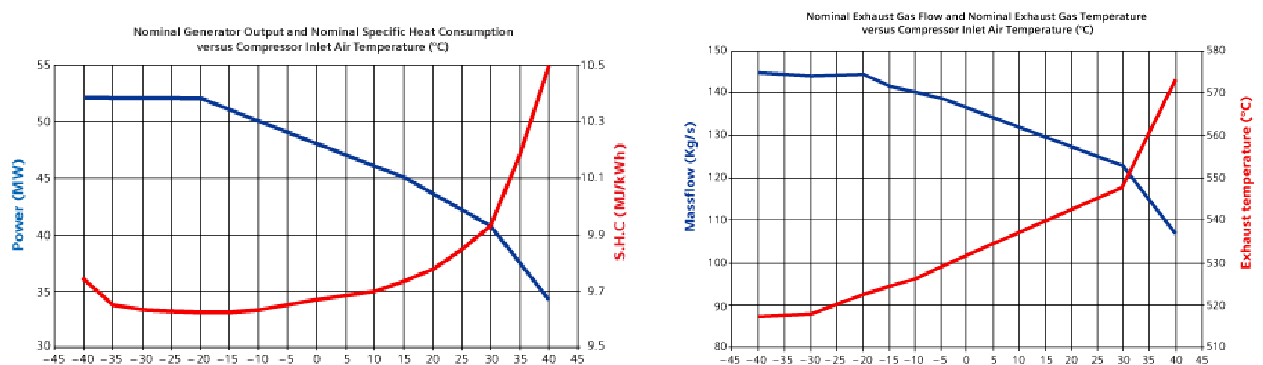 Nominal Generator Output and Nominal Specific Heat Consumption
versus Compressor Inlet Air Temperature (°C)
Power (MW)
55
50
45
40
35
30
10.5
10.3
10.1
9.9
9.7
9.5
S.H.C (MJ/kWh)
−45 −40 −35 −30 −25 −20 −15 −10 −5 0 5 10 15 20 25 30 35 40 45
Nominal Exhaust Gas Flow and Nominal Exhaust Gas Temperature
versus Compressor Inlet Air Temperature (°C)
Massflow (Kg/s)
150
140
130
120
110
100
90
80
580
570
560
550
540
530
520
510
Exhaust temperature (°C)
−45 −40 −35 −30 −25 −20 −15 −10 −5 0 5 10 15 20 25 30 35 40 45